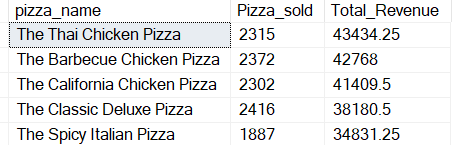 pizza_name Pizza_sold Total_Revenue
The Thai Chicken Pizza 2315 43434.25
The Barbecue Chicken Pizza 2372 42768
The California Chicken Pizza 2302 41409.5
The Classic Deluxe Pizza 2416 38180.5
The Spicy Italian Pizza 1887 34831.25